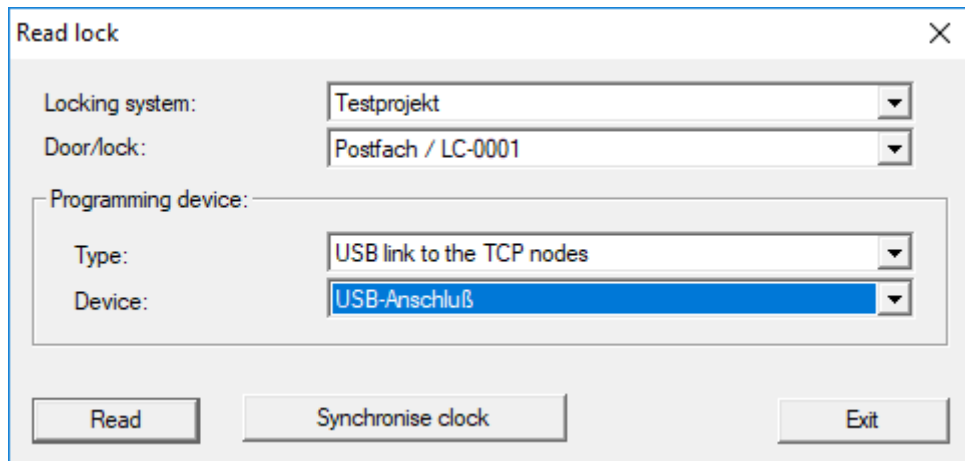 Read lock
Locking system: Testprojekt
Door/lock: Postfach / LC-0001
Programming device:
Type: USB link to the TCP nodes
Device: USB-Anschluß
Read Synchronise clock Exit